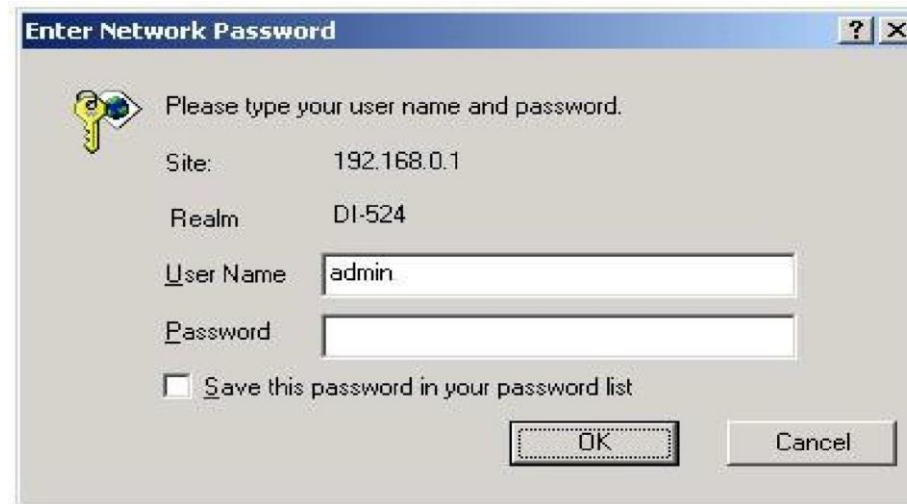 Enter Network Password
Please type your user name and password.
Site: 192.168.0.1
Realm DI-524
User Name admin
Password
Save this password in your password list
OK Cancel